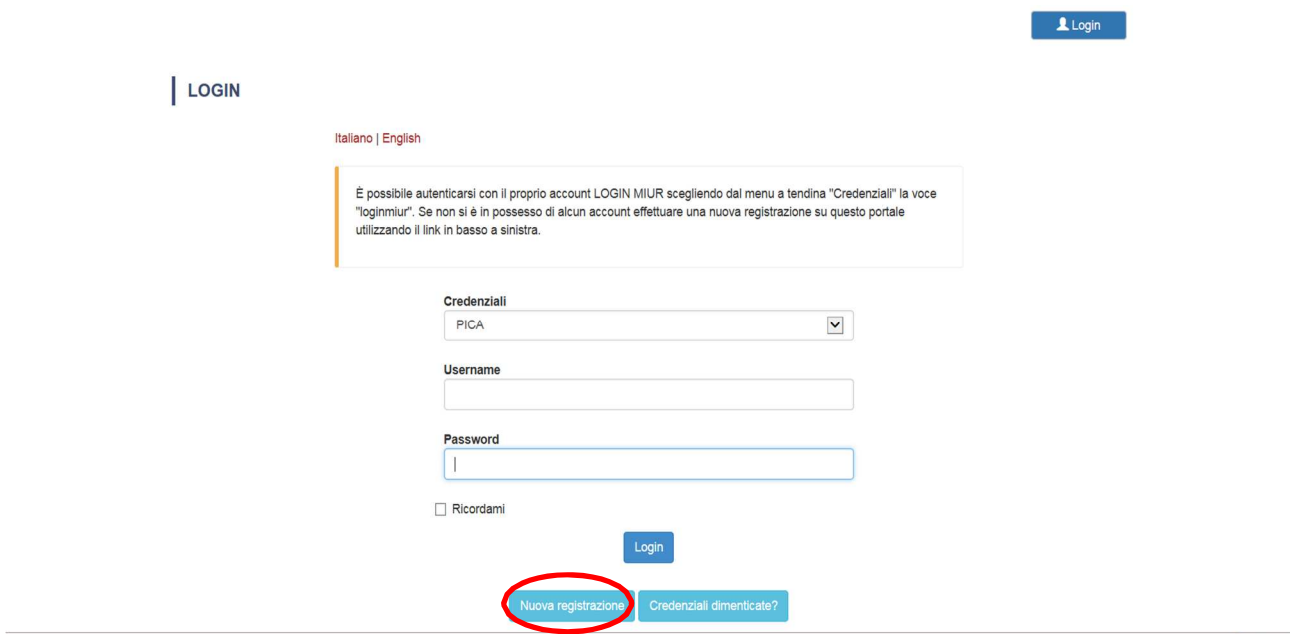 Login
LOGIN
Italiano | English
È possibile autenticarsi con il proprio account LOGIN MIUR scegliendo dal menu a tendina "Credenziali" la voce
"loginmiur". Se non si è in possesso di alcun account effettuare una nuova registrazione su questo portale
utilizzando il link in basso a sinistra.
Credenziali
PICA
Username
Password
Ricordami
Login
Nuova registrazione Credenziali dimenticate?